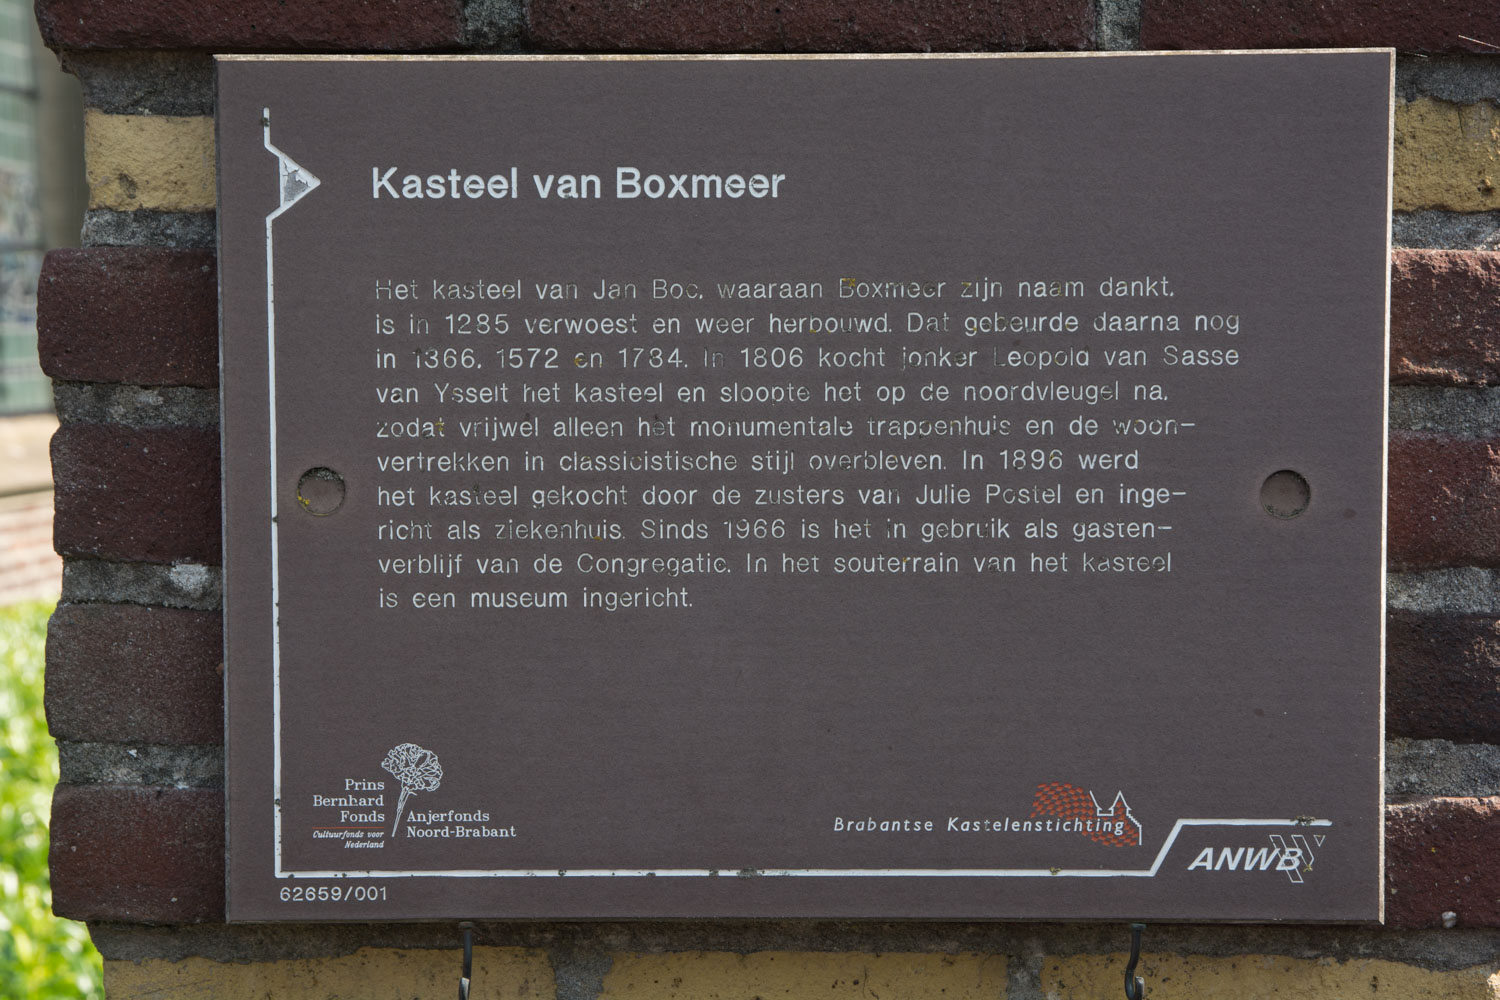 Kasteel van Boxmeer
Het kasteel van Jan Boc, waaraan Boxmeer zijn naam dankt,
is in 1285 verwoest en weer herbouwd. Dat gebeurde daarna nog
in 1366, 1572 en 1734. In 1806 kocht jonker Leopold van Sasse
van Ysselt het kasteel en sloopte het op de noordvleugel na,
zodat vrijwel alleen het monumentale trappenhuis en de woon-
vertrekken in classicistische stijl overbleven. In 1896 werd
het kasteel gekocht door de zusters van Julie Postel en inge-
richt als ziekenhuis. Sinds 1966 is het in gebruik als gasten-
verblijf van de Congregatie. In het souterrain van het kasteel
is een museum ingericht.
Prins
Bernhard
Fonds
Cultuurfonds voor
Nederland
Anjerfonds
Noord-Brabant
Brabantse Kastelenstichting
ANWB
62659/001